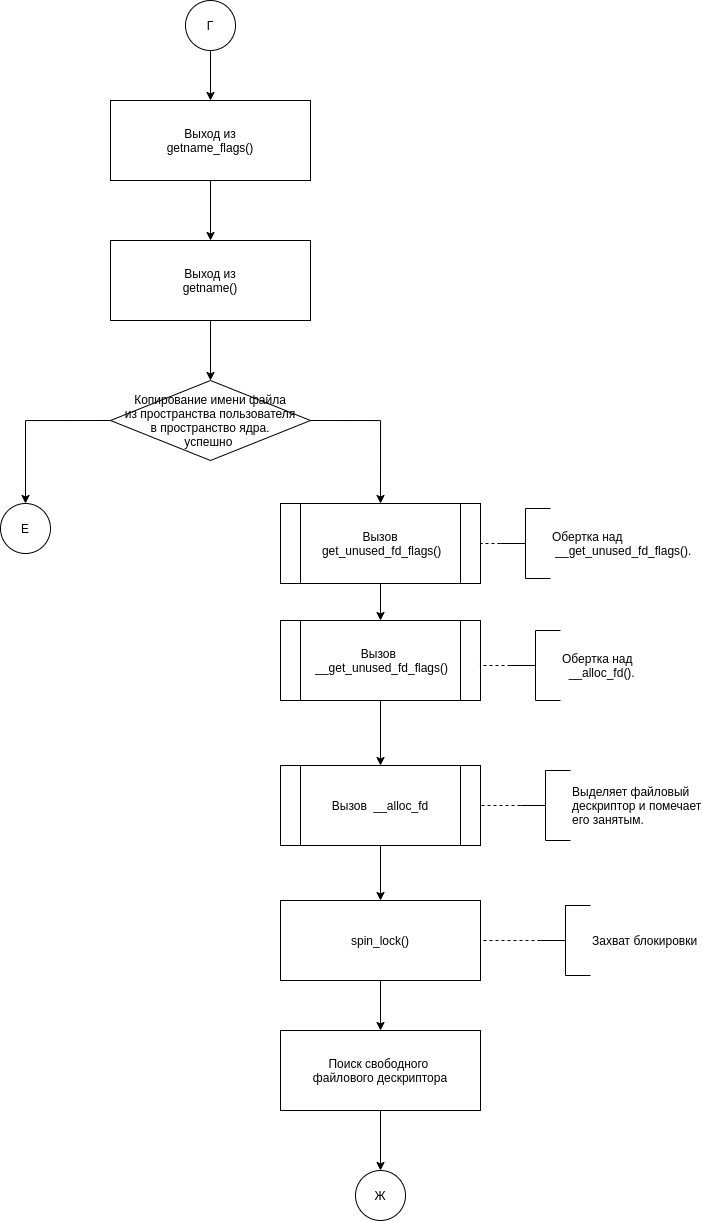 Г
Выход из
getname_flags()
Выход из
getname()
Копирование имени файла
из пространства пользователя
в пространство ядра.
успешно
Е
Вызов
get_unused_fd_flags()
Обертка над
__get_unused_fd_flags().
Вызов
__get_unused_fd_flags()
Обертка над
__alloc_fd().
Вызов __alloc_fd
Выделяет файловый
дескриптор и помечает
его занятым.
spin_lock()
Захват блокировки
Поиск свободного
файлового дескриптора
Ж